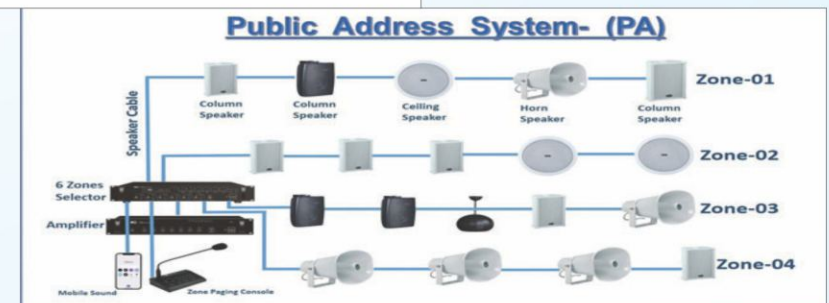 Public Address System- (PA)
Zone-01
Speaker Cable
Column Speaker
Column Speaker
Ceiling Speaker
Horn Speaker
Column Speaker
Zone-02
6 Zones Selector
Zone-03
Amplifier
Zone-04
Mobile Sound
Zone Paging Console